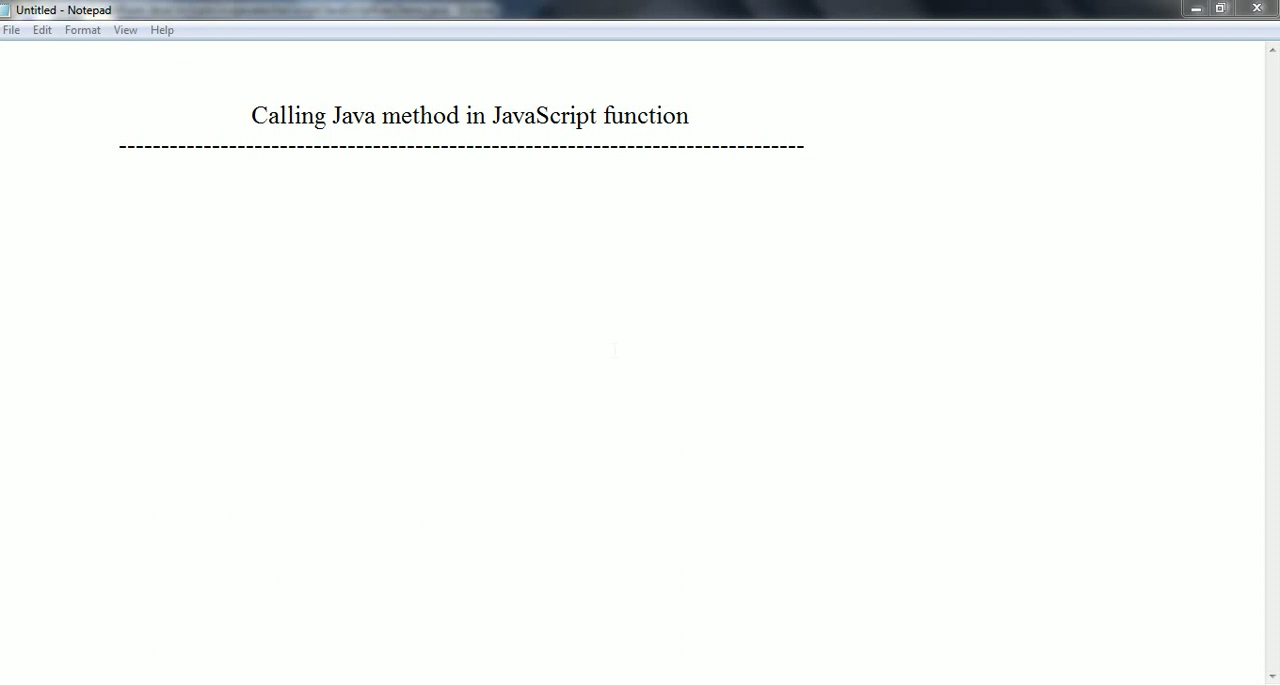 Untitled - Notepad
File Edit Format View Help
Calling Java method in JavaScript function
--------------------------------------------------------------------------------